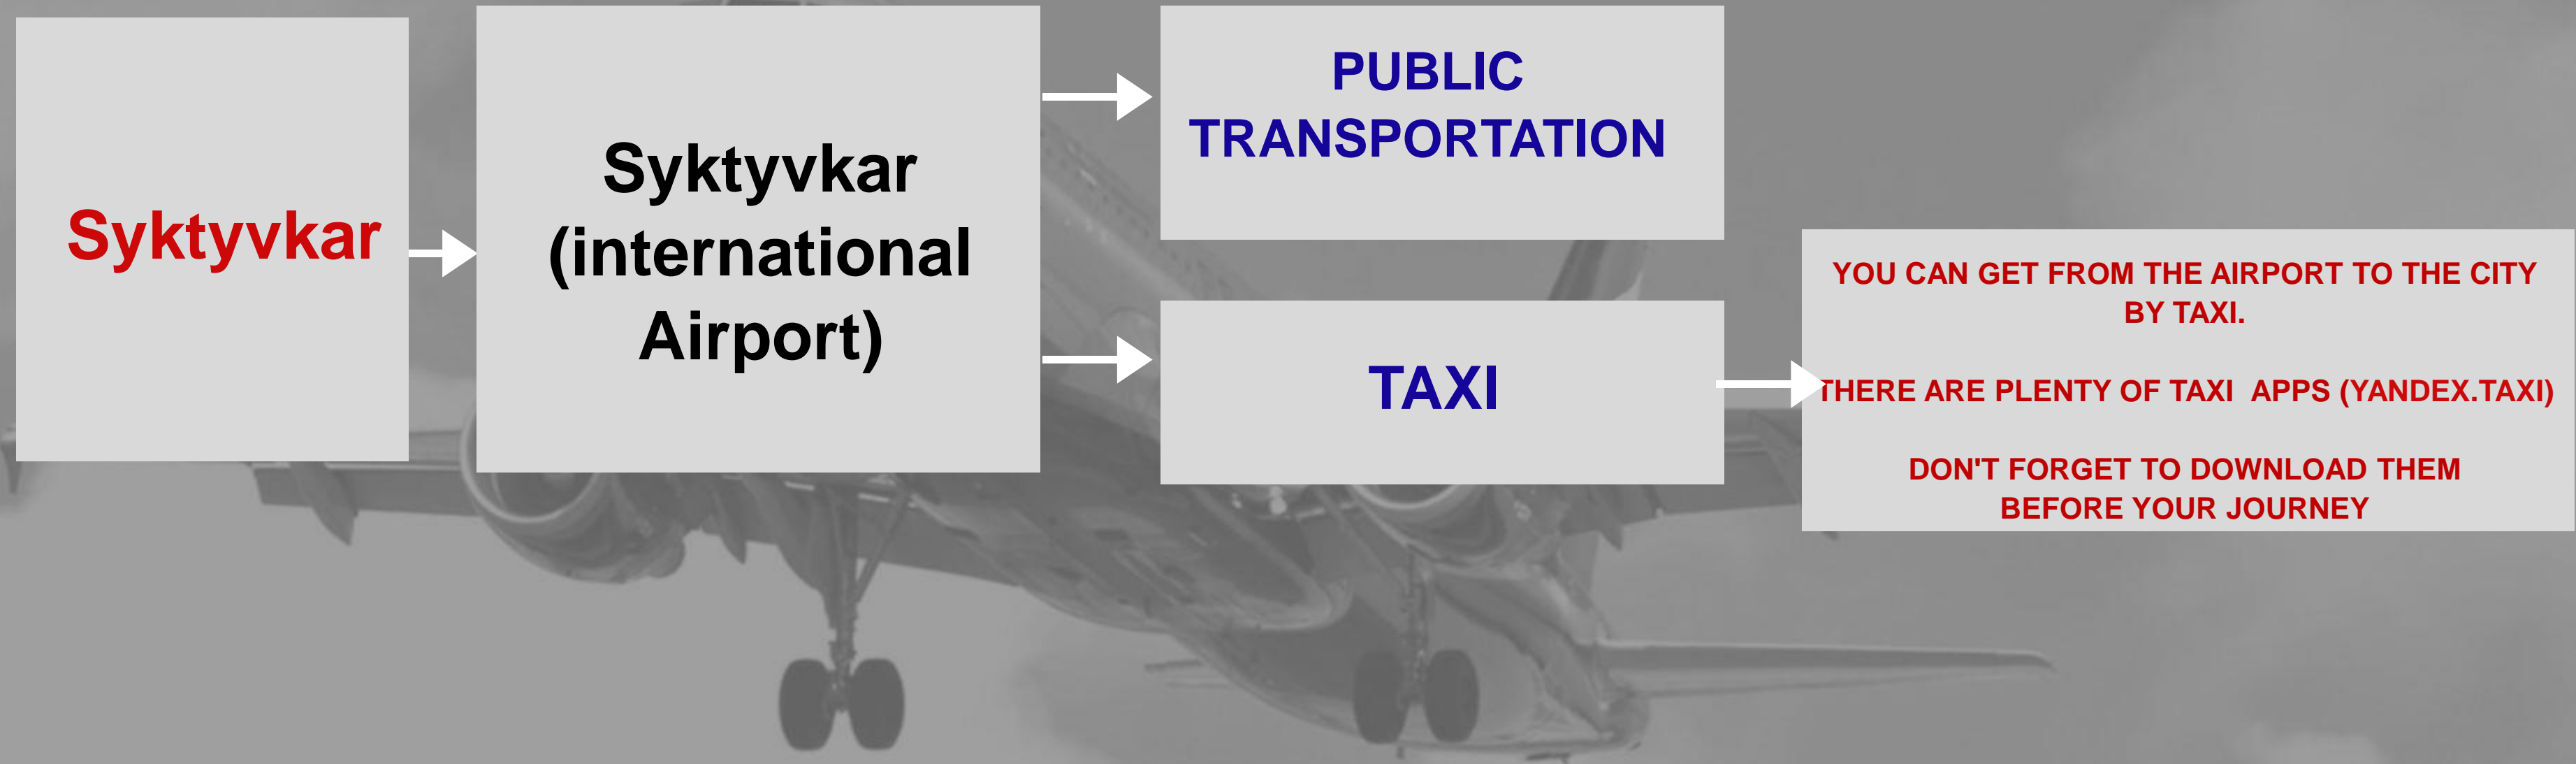 Syktyvkar
Syktyvkar
(international
Airport)
PUBLIC
TRANSPORTATION
TAXI
YOU CAN GET FROM THE AIRPORT TO THE CITY
BY TAXI.
THERE ARE PLENTY OF TAXI  APPS (YANDEX.TAXI)
DON'T FORGET TO DOWNLOAD THEM
BEFORE YOUR JOURNEY